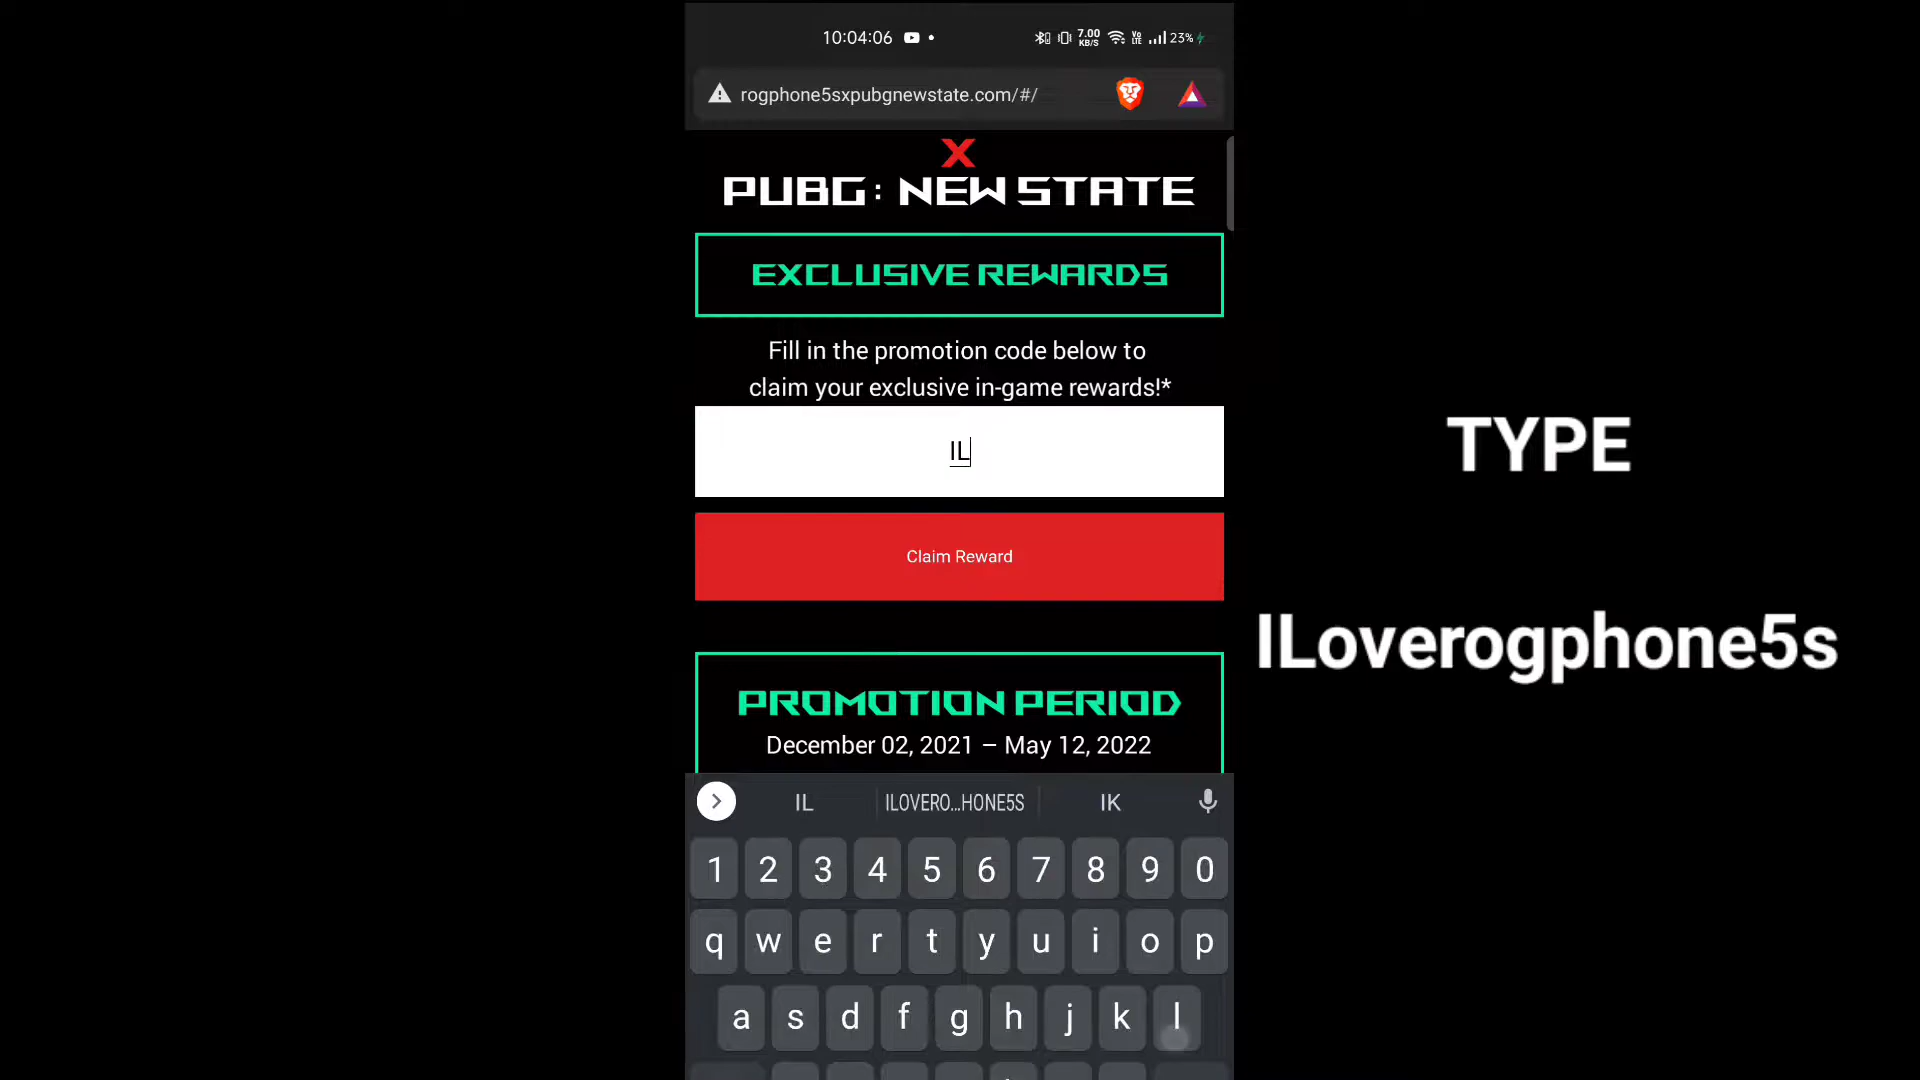 10:04:06
7.00
KB/S
VO
LTE
23%
rogphone5sxpubgnewstate.com/#/
X
PUBG: NEW STATE
EXCLUSIVE REWARDS
Fill in the promotion code below to
claim your exclusive in-game rewards!*
IL
Claim Reward
TYPE
ILoverogphone5s
PROMOTION PERIOD
December 02, 2021 – May 12, 2022
IL ILOVERO...HONE5S IK
1 2 3 4 5 6 7 8 9 0
q w e r t y u i o p
a s d f g h j k l